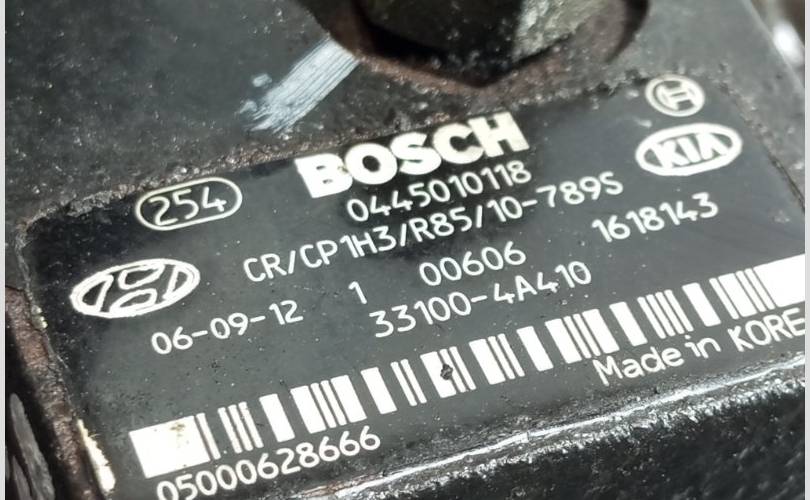 BOSCH
254
KIA
0445010118
CR/CP1H3/R85/10-789S
06-09-12 1 00606 1618143
33100-4A410
Made in KORE
05000628666